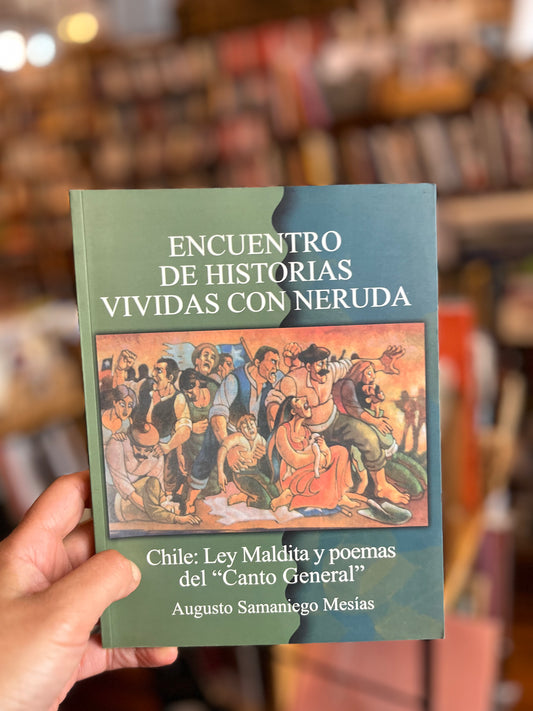 ENCUENTRO
DE HISTORIAS
VIVIDAS CON NERUDA
Chile: Ley Maldita y poemas
del “Canto General”
Augusto Samaniego Mesías